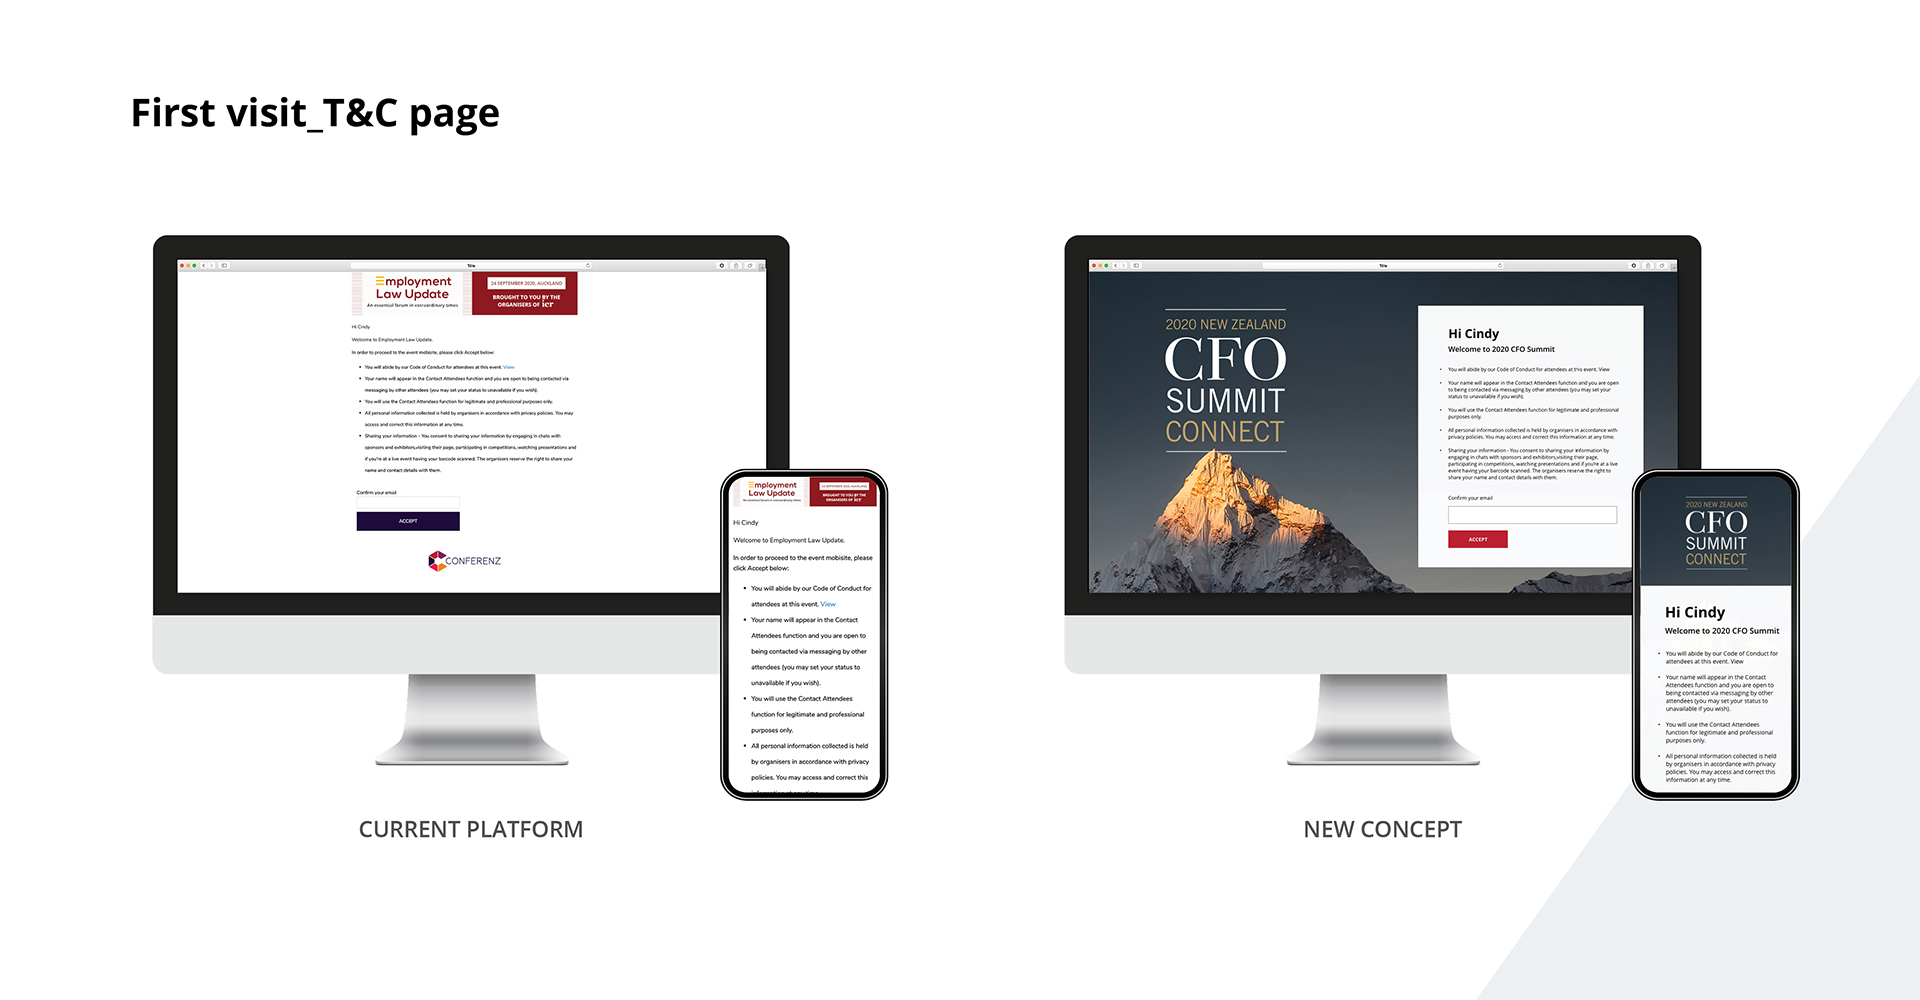 First visit_T&C page
Title
Employment
Law Update
An essential forum in extraordinary times
24 SEPTEMBER 2020, AUCKLAND
BROUGHT TO YOU BY THE
ORGANISERS OF ier
Hi Cindy
Welcome to Employment Law Update.
In order to proceed to the event mobisite, please click Accept below:
• You will abide by our Code of Conduct for attendees at this event. View
• Your name will appear in the Contact Attendees function and you are open to being contacted via
messaging by other attendees (you may set your status to unavailable if you wish).
• You will use the Contact Attendees function for legitimate and professional purposes only.
• All personal information collected is held by organisers in accordance with privacy policies. You may
access and correct this information at any time.
• Sharing your information - You consent to sharing your information by engaging in chats with
sponsors and exhibitors,visiting their page, participating in competitions, watching presentations and
if you're at a live event having your barcode scanned. The organisers reserve the right to share your
name and contact details with them.
Confirm your email
ACCEPT
CONFERENZ
Employment
Law Update
An essential forum in extraordinary times
24 SEPTEMBER 2020, AUCKLAND
BROUGHT TO YOU BY THE
ORGANISERS OF ier
Hi Cindy
Welcome to Employment Law Update.
In order to proceed to the event mobisite, please
click Accept below:
• You will abide by our Code of Conduct for
attendees at this event. View
• Your name will appear in the Contact
Attendees function and you are open to
being contacted via messaging by other
attendees (you may set your status to
unavailable if you wish).
• You will use the Contact Attendees
function for legitimate and professional
purposes only.
• All personal information collected is held
by organisers in accordance with privacy
policies. You may access and correct this
information at any time.
CURRENT PLATFORM
Title
2020 NEW ZEALAND
CFO
SUMMIT
CONNECT
Hi Cindy
Welcome to 2020 CFO Summit
• You will abide by our Code of Conduct for attendees at this event. View
• Your name will appear in the Contact Attendees function and you are open
to being contacted via messaging by other attendees (you may set your
status to unavailable if you wish).
• You will use the Contact Attendees function for legitimate and professional
purposes only.
• All personal information collected is held by organisers in accordance with
privacy policies. You may access and correct this information at any time.
• Sharing your information - You consent to sharing your information by
engaging in chats with sponsors and exhibitors,visiting their page,
participating in competitions, watching presentations and if you're at a live
event having your barcode scanned. The organisers reserve the right to
share your name and contact details with them.
Confirm your email
ACCEPT
2020 NEW ZEALAND
CFO
SUMMIT
CONNECT
Hi Cindy
Welcome to 2020 CFO Summit
• You will abide by our Code of Conduct for
attendees at this event. View
• Your name will appear in the Contact
Attendees function and you are open to
being contacted via messaging by other
attendees (you may set your status to
unavailable if you wish).
• You will use the Contact Attendees
function for legitimate and professional
purposes only.
• All personal information collected is held
by organisers in accordance with privacy
policies. You may access and correct this
information at any time.
NEW CONCEPT